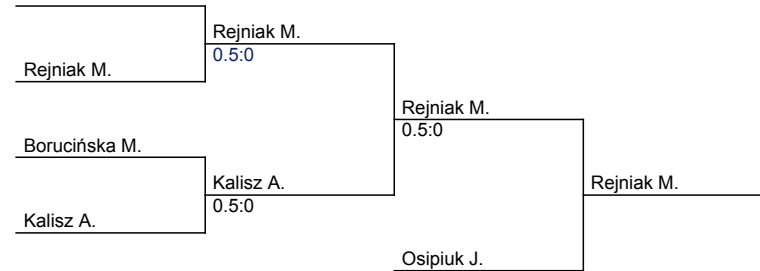 Rejniak M.
0.5:0
Rejniak M.
Rejniak M.
0.5:0
Borucińska M.
Kalisz A.
Rejniak M.
0.5:0
Kalisz A.
Osipiuk J.